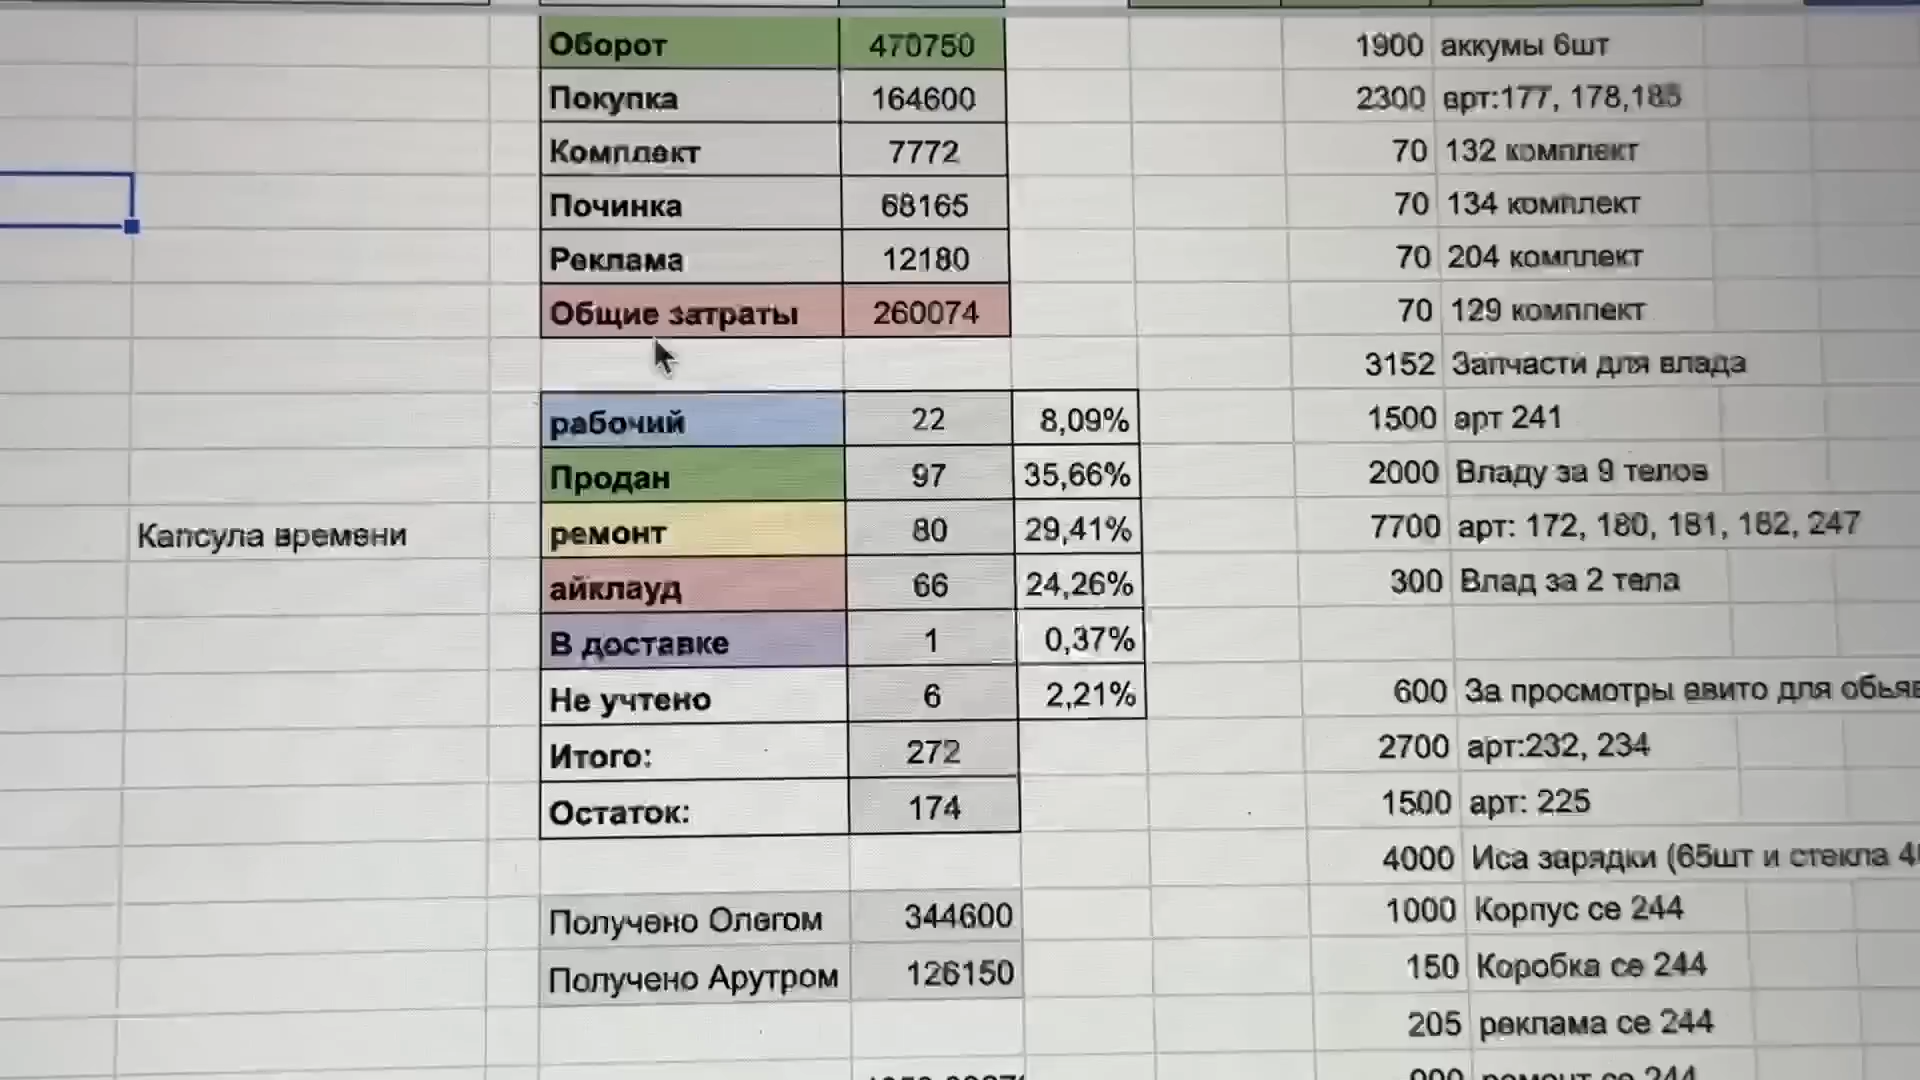 Оборот 470750
Покупка 164600
Комплект 7772
Починка 68165
Реклама 12180
Общие затраты 260074
рабочий 22 8,09%
Продан 97 35,66%
ремонт 80 29,41%
айклауд 66 24,26%
В доставке 1 0,37%
Не учтено 6 2,21%
Итого: 272
Остаток: 174
Получено Олегом 344600
Получено Арутром 126150
Капсула времени
1900 аккумы 6шт
2300 арт:177, 178,185
70 132 комплект
70 134 комплект
70 204 комплект
70 129 комплект
3152 Запчасти для влада
1500 арт 241
2000 Владу за 9 телов
7700 арт: 172, 180, 181, 182, 247
300 Влад за 2 тела
600 За просмотры авито для обья
2700 арт:232, 234
1500 арт: 225
4000 Иса зарядки (65шт и стекла
1000 Корпус се 244
150 Коробка се 244
205 реклама се 244
ремонт се 244